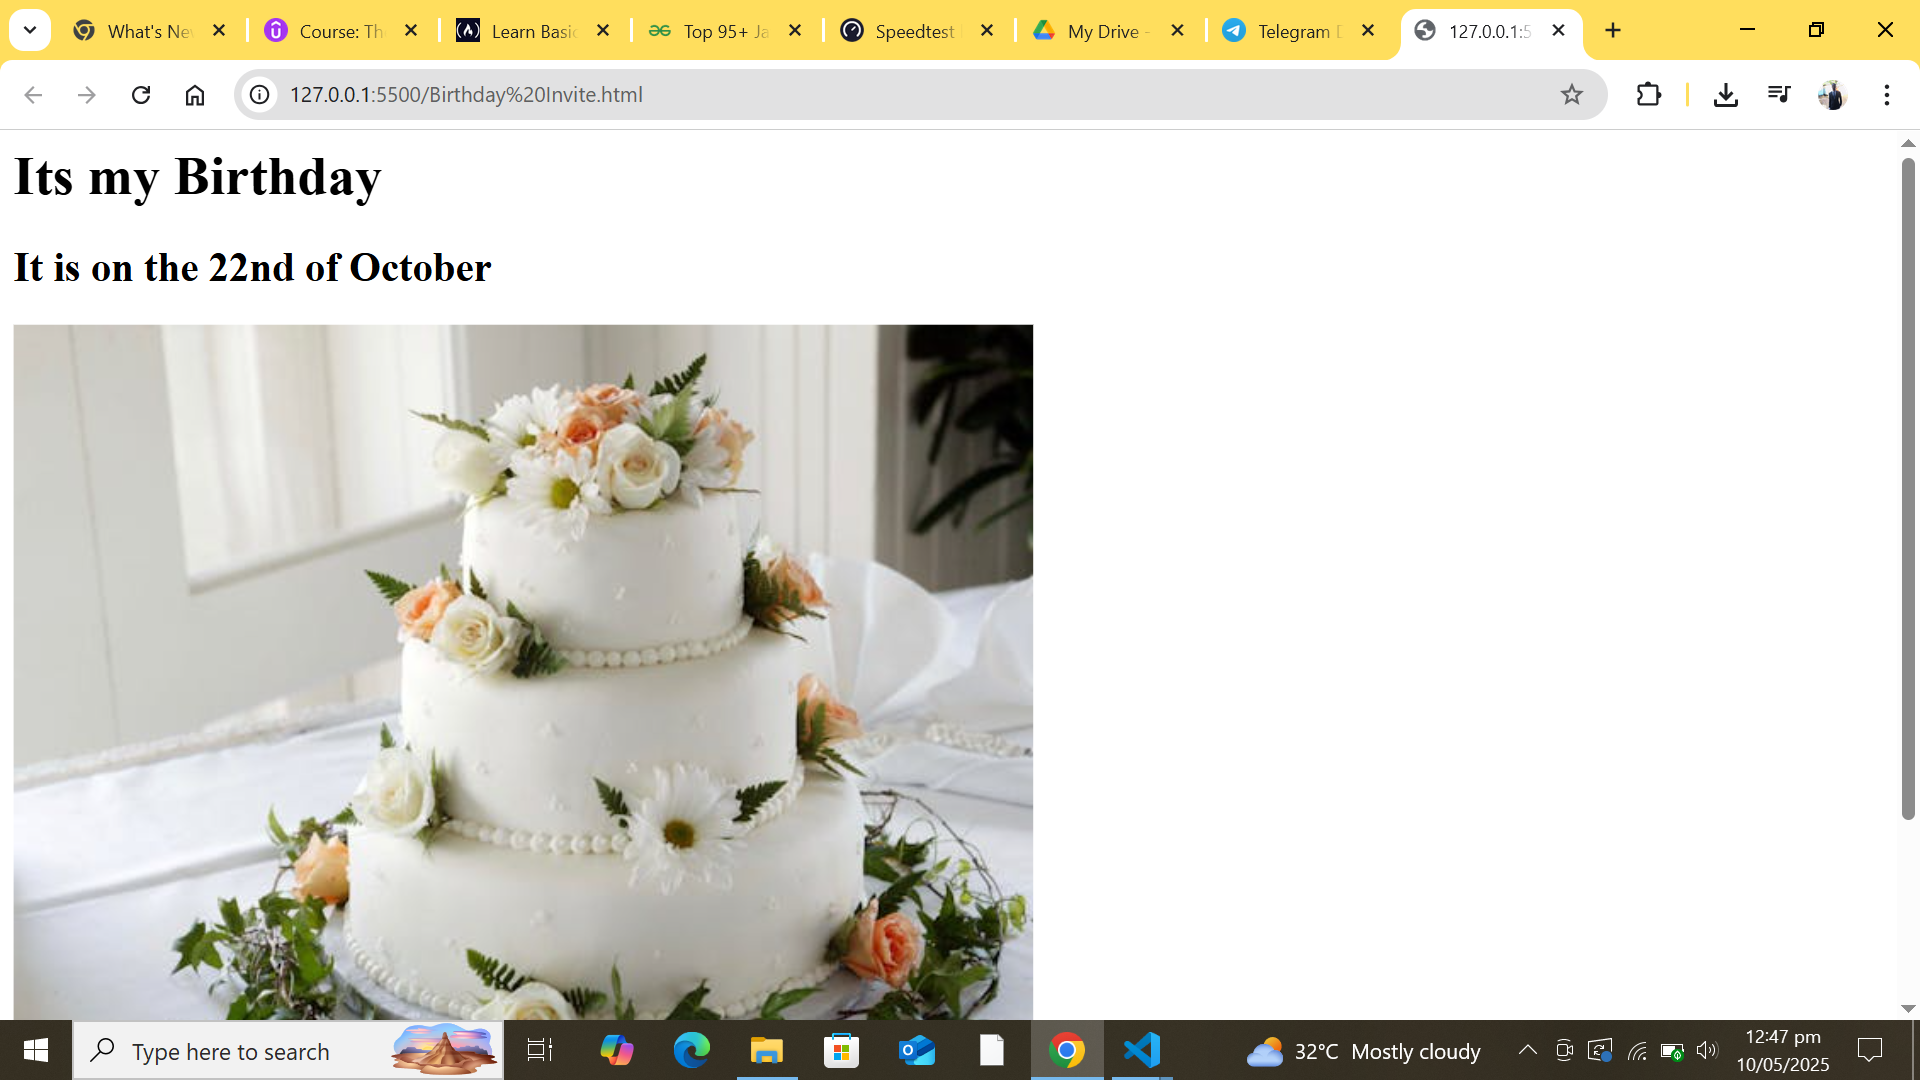 What's Ne
Course: Th
Learn Basic
Top 95+ Ja
Speedtest
My Drive -
Telegram D
127.0.0.1:5
127.0.0.1:5500/Birthday%20Invite.html
Its my Birthday
It is on the 22nd of October
Type here to search
32°C Mostly cloudy
12:47 pm
10/05/2025